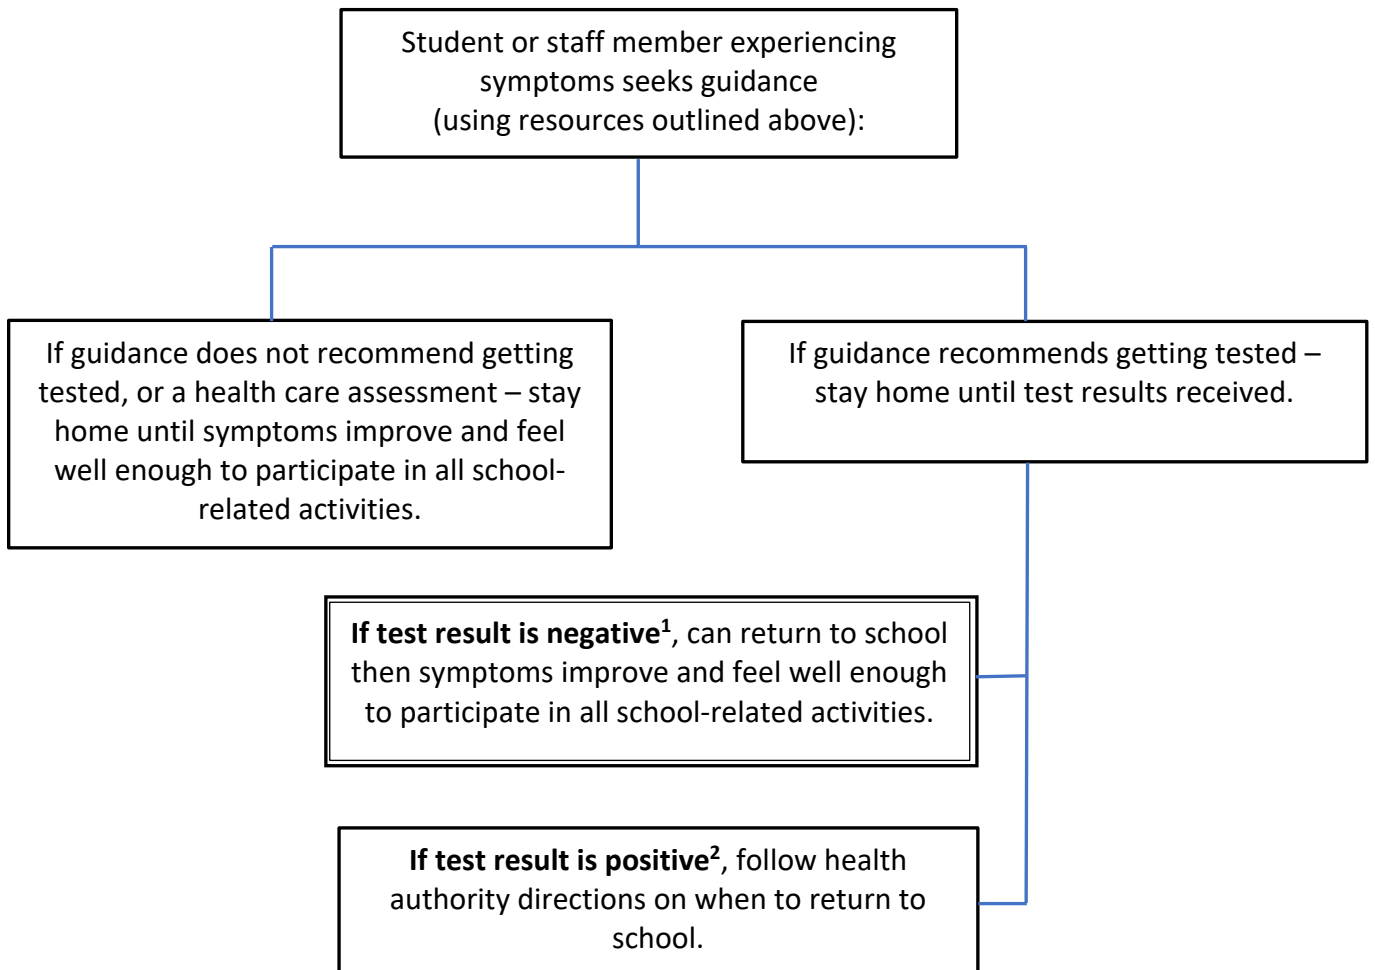 Student or staff member experiencing
symptoms seeks guidance
(using resources outlined above):
If guidance does not recommend getting
tested, or a health care assessment – stay
home until symptoms improve and feel
well enough to participate in all school-
related activities.
If guidance recommends getting tested –
stay home until test results received.
If test result is negative¹, can return to school
then symptoms improve and feel well enough
to participate in all school-related activities.
If test result is positive², follow health
authority directions on when to return to
school.